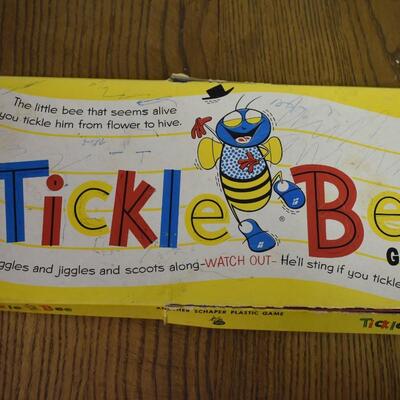 The little bee that seems alive
you tickle him from flower to hive.
Tickle Be
G
ggles and jiggles and scoots along-WATCH OUT-He'll sting if you tickle
Bee
SCHAPER PLASTIC GAME
TICKLE